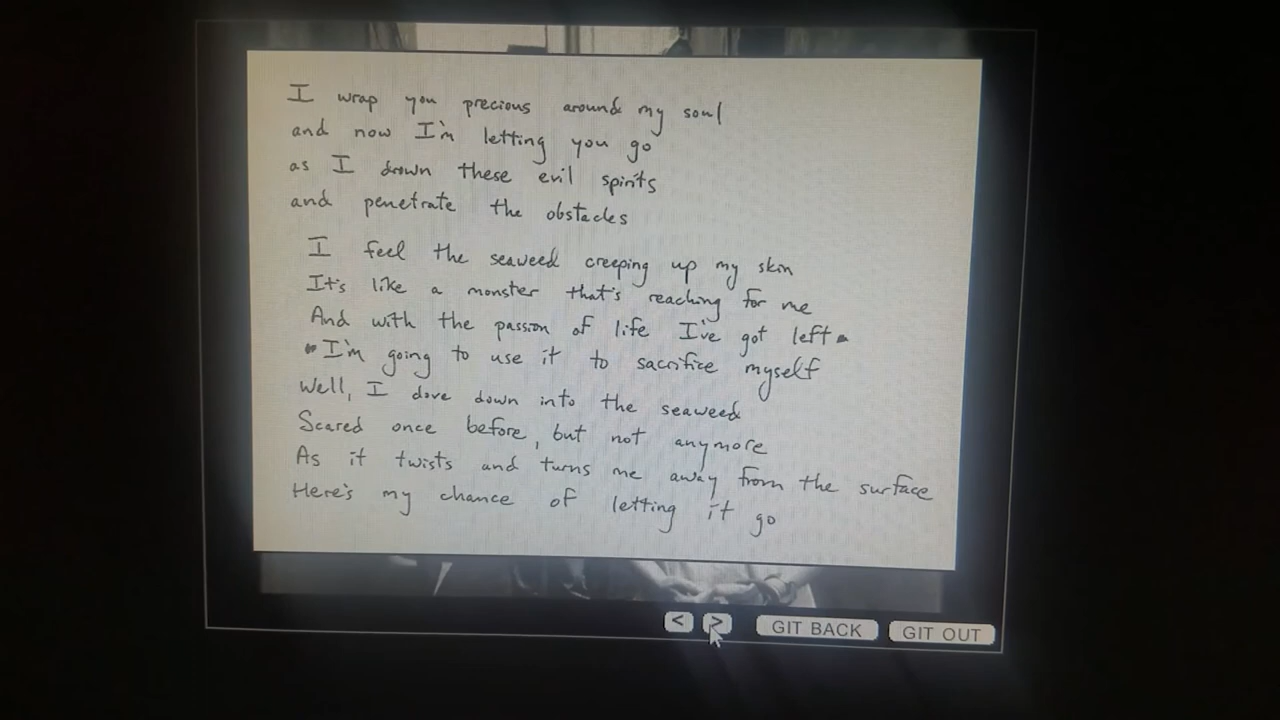 I wrap you precious around my soul
and now I'm letting you go
as I drown these evil spirits
and penetrate the obstacles
I feel the seaweed creeping up my skin
It's like a monster that's reaching for me
And with the passion of life I've got left
I'm going to use it to sacrifice myself
Well, I dove down into the seaweed
Scared once before, but not anymore
As it twists and turns me away from the surface
Here's my chance of letting it go
< > GIT BACK GIT OUT